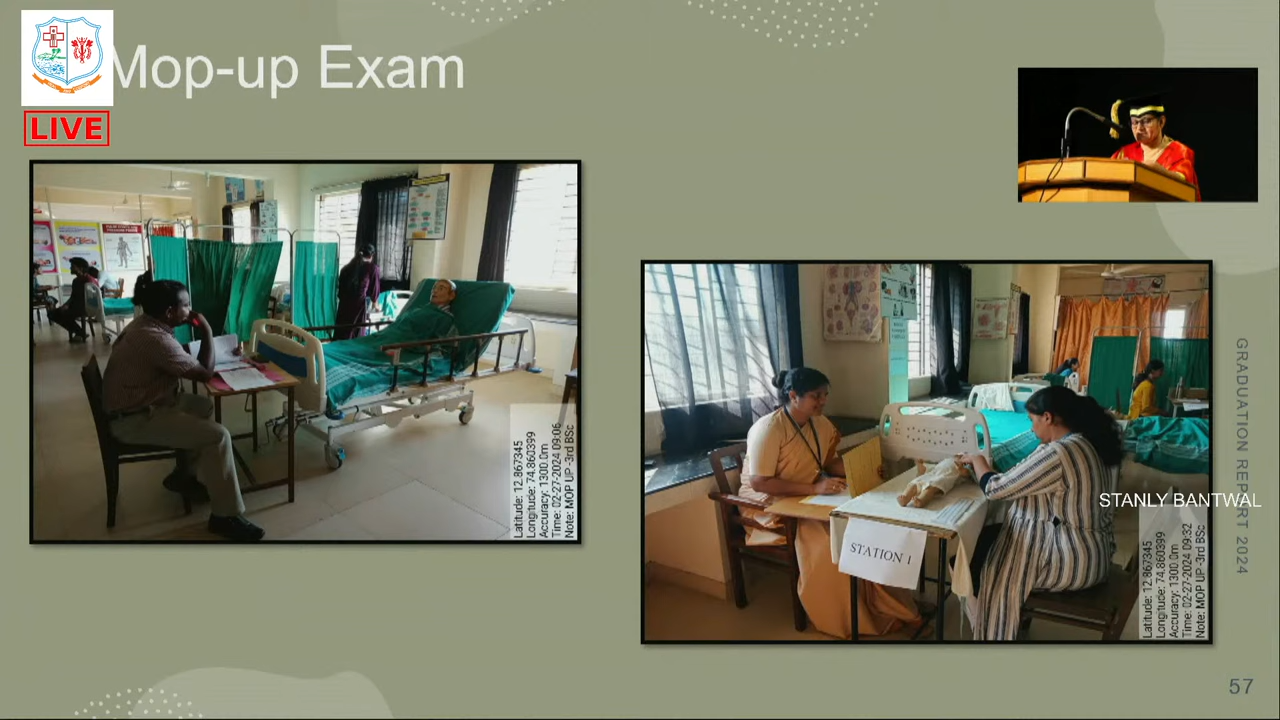 Mop-up Exam
LIVE
Latitude: 12.867345
Longitude: 74.860399
Accuracy: 1300.0m
Time: 02-27-2024 09:06
Note: MOP UP -3rd BSc
STATION 1
STANLY BANTWAL
Latitude: 12.867345
Longitude: 74.860399
Accuracy: 1300.0m
Time: 02-27-2024 09:32
Note: MOP UP -3rd BSc
GRADUATION REPORT 2024
57